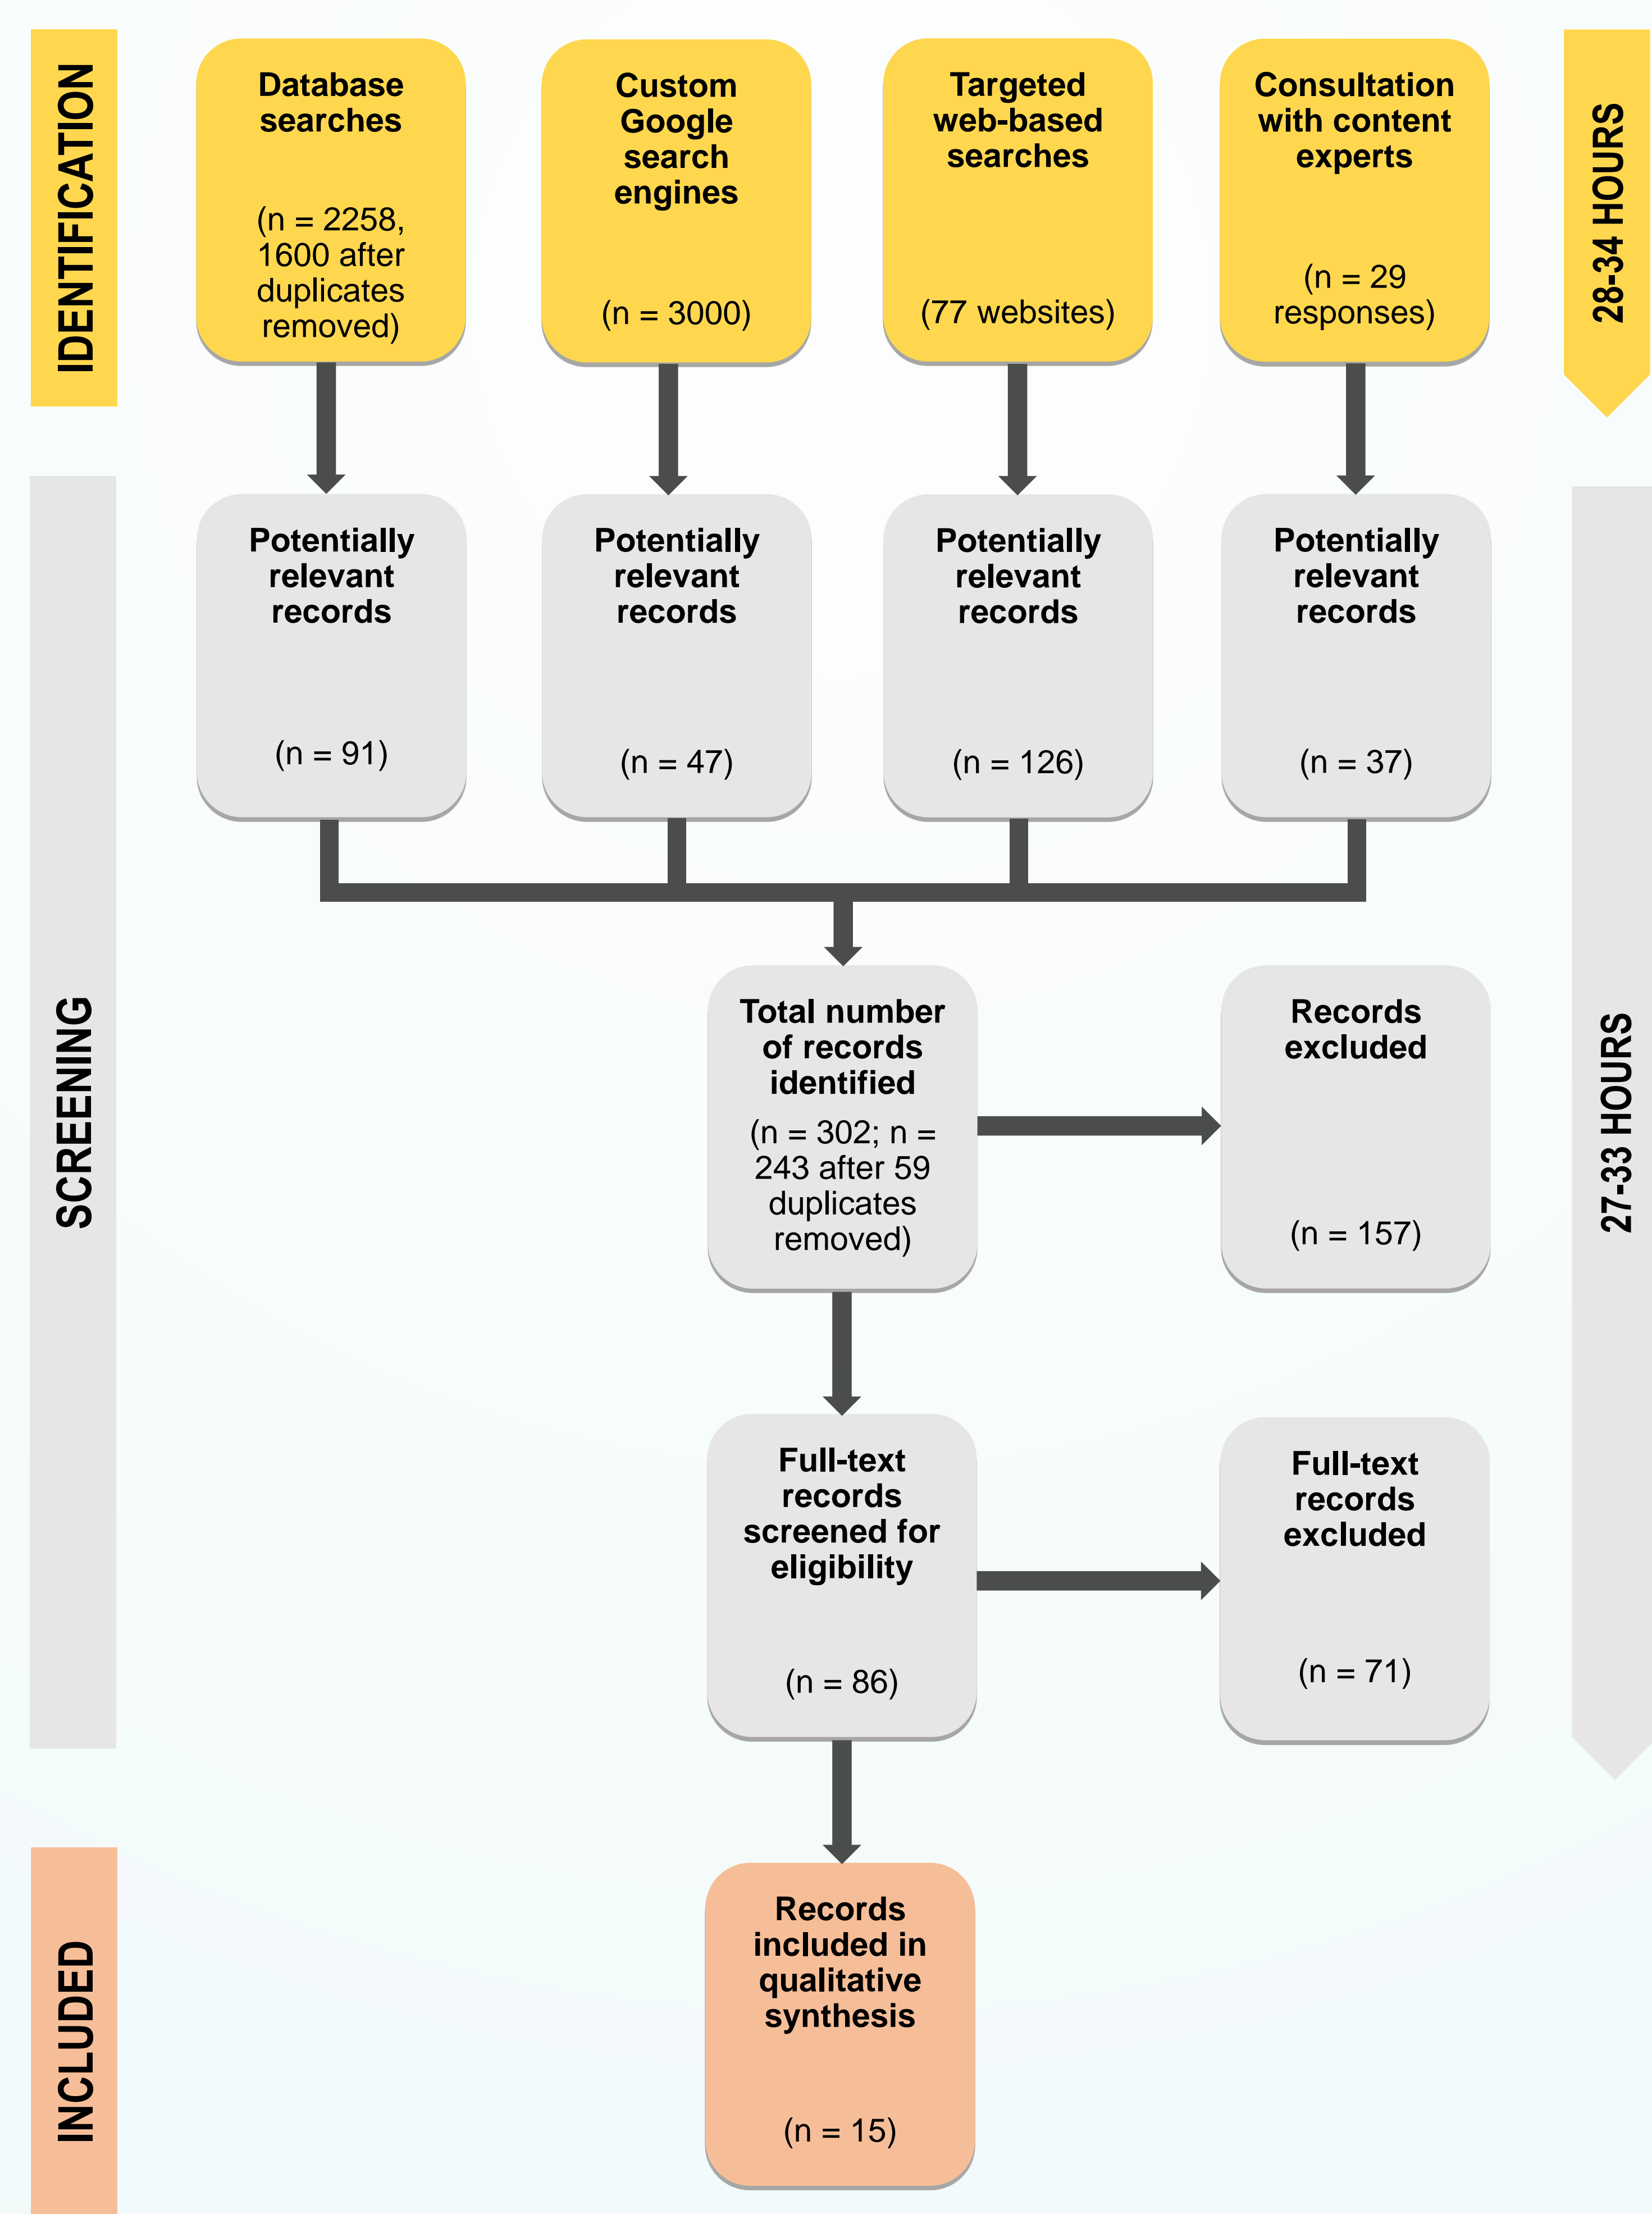 IDENTIFICATION
Database
searches
(n = 2258,
1600 after
duplicates
removed)
Custom
Google
search
engines
(n = 3000)
Targeted
web-based
searches
(77 websites)
Consultation
with content
experts
(n = 29
responses)
28-34 HOURS
SCREENING
Potentially
relevant
records
(n = 91)
Potentially
relevant
records
(n = 47)
Potentially
relevant
records
(n = 126)
Potentially
relevant
records
(n = 37)
27-33 HOURS
Total number
of records
identified
(n = 302; n =
243 after 59
duplicates
removed)
Records
excluded
(n = 157)
Full-text
records
screened for
eligibility
(n = 86)
Full-text
records
excluded
(n = 71)
INCLUDED
Records
included in
qualitative
synthesis
(n = 15)